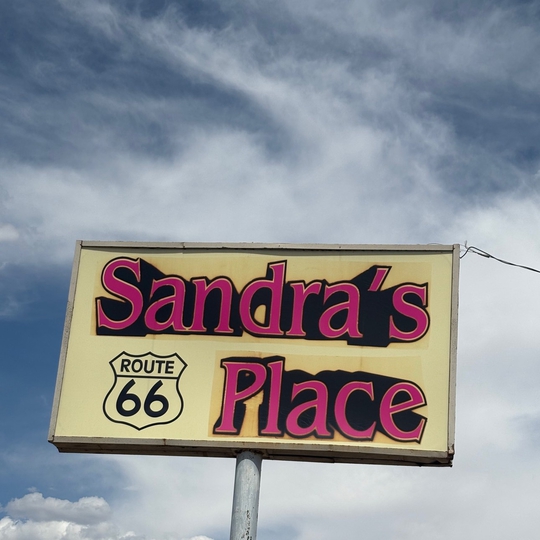 Sandra's
ROUTE
66
Place